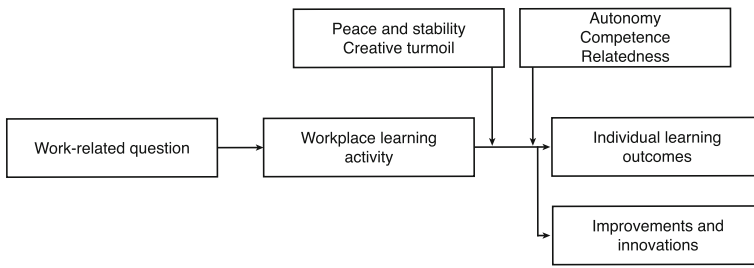 Peace and stability
Creative turmoil
Autonomy
Competence
Relatedness
Work-related question
Workplace learning
activity
Individual learning
outcomes
Improvements and
innovations